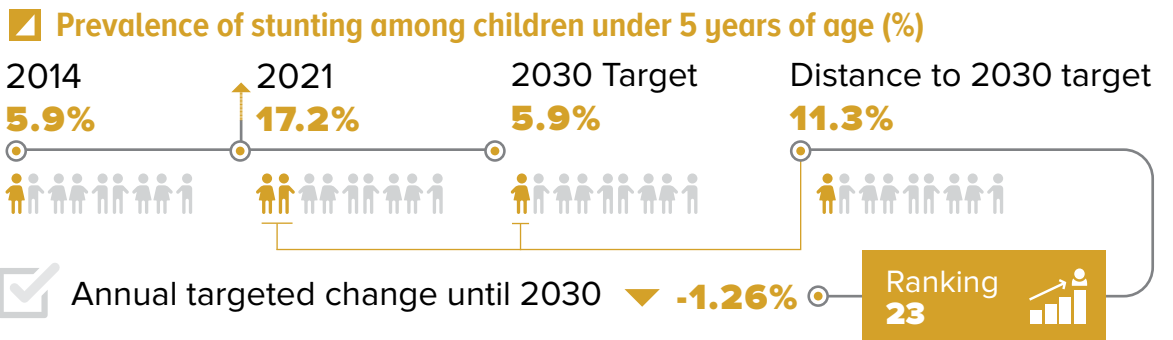 Prevalence of stunting among children under 5 years of age (%)
2014
5.9%
2021
17.2%
2030 Target
5.9%
Distance to 2030 target
11.3%
Annual targeted change until 2030
-1.26%
Ranking
23